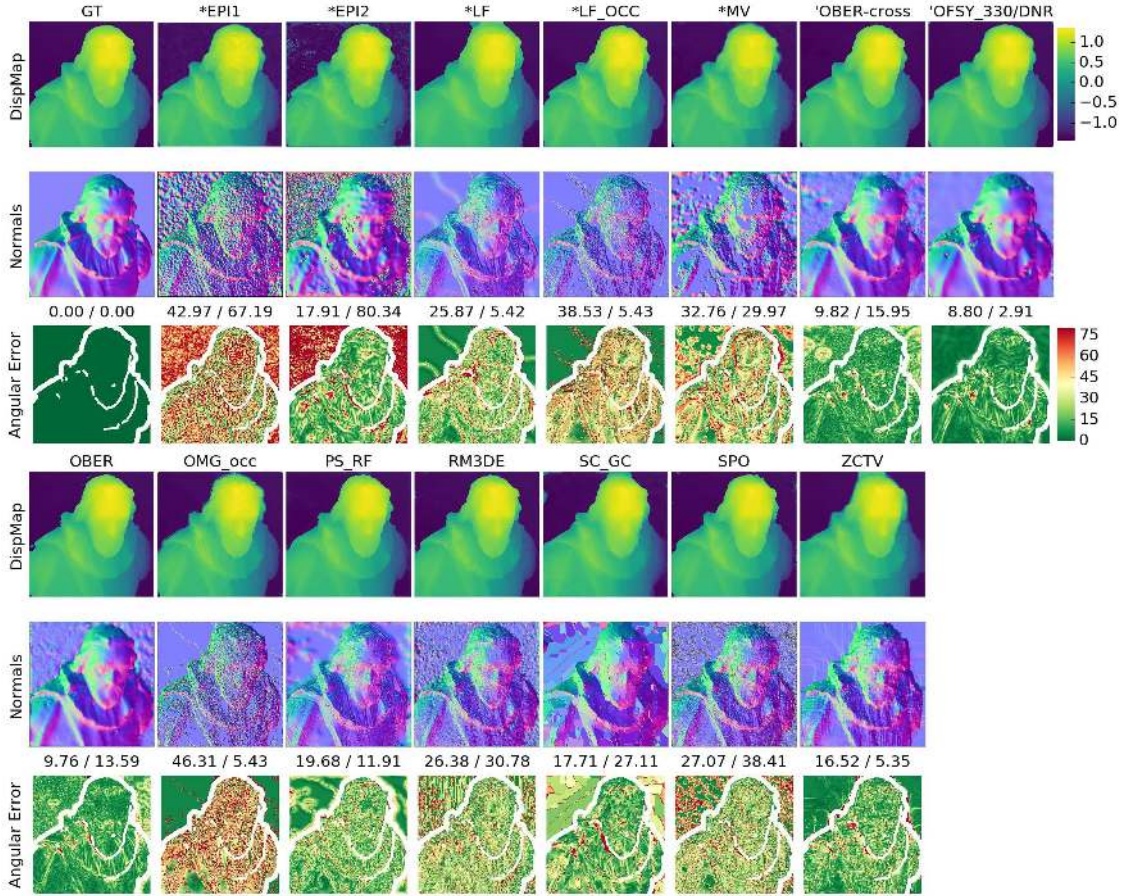 GT *EPI1 *EPI2 *LF *LF_OCC *MV 'OBER-cross 'OFSY_330/DNR
DispMap
1.0
0.5
0.0
−0.5
−1.0
Normals
0.00 / 0.00 42.97 / 67.19 17.91 / 80.34 25.87 / 5.42 38.53 / 5.43 32.76 / 29.97 9.82 / 15.95 8.80 / 2.91
Angular Error
75
60
45
30
15
0
OBER OMG_occ PS_RF RM3DE SC_GC SPO ZCTV
DispMap
Normals
9.76 / 13.59 46.31 / 5.43 19.68 / 11.91 26.38 / 30.78 17.71 / 27.11 27.07 / 38.41 16.52 / 5.35
Angular Error